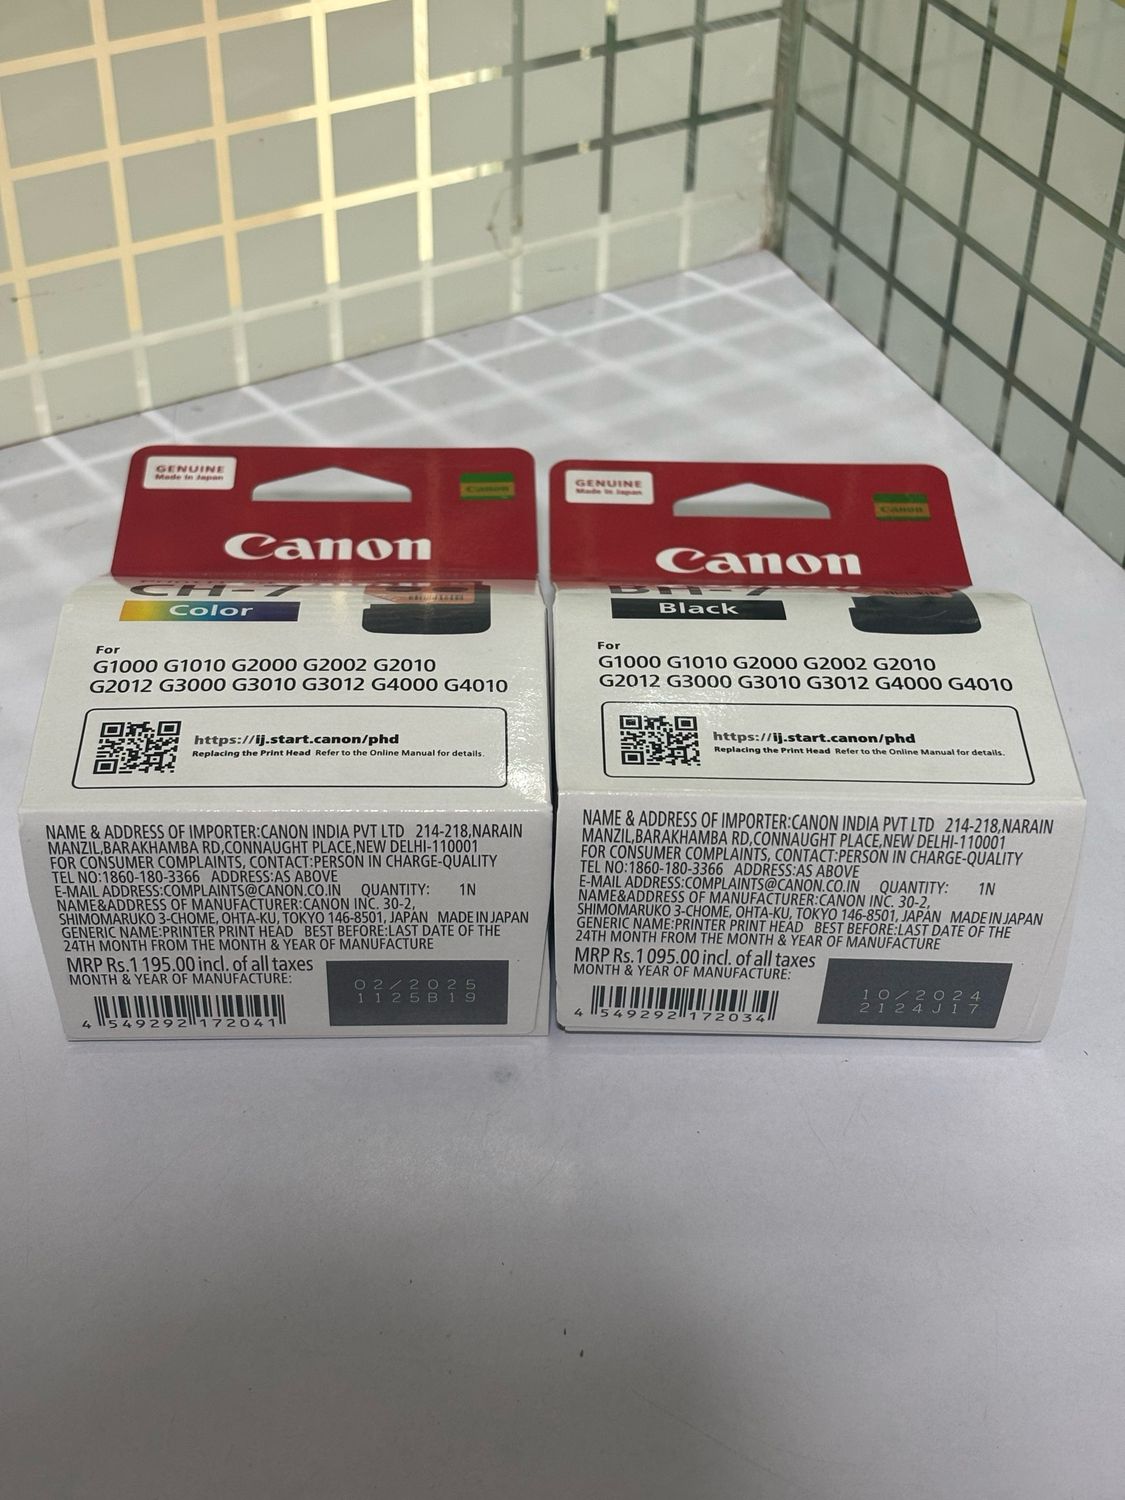 GENUINE
Made in Japan
Canon
Canon
CH-7
Color
For
G1000 G1010 G2000 G2002 G2010
G2012 G3000 G3010 G3012 G4000 G4010
https://ij.start.canon/phd
Replacing the Print Head Refer to the Online Manual for details.
NAME & ADDRESS OF IMPORTER:CANON INDIA PVT LTD 214-218,NARAIN
MANZIL,BARAKHAMBA RD,CONNAUGHT PLACE,NEW DELHI-110001
FOR CONSUMER COMPLAINTS, CONTACT:PERSON IN CHARGE-QUALITY
TEL NO:1860-180-3366 ADDRESS:AS ABOVE
E-MAIL ADDRESS:COMPLAINTS@CANON.CO.IN QUANTITY: 1N
NAME&ADDRESS OF MANUFACTURER:CANON INC. 30-2,
SHIMOMARUKO 3-CHOME, OHTA-KU, TOKYO 146-8501, JAPAN MADE IN JAPAN
GENERIC NAME:PRINTER PRINT HEAD BEST BEFORE:LAST DATE OF THE
24TH MONTH FROM THE MONTH & YEAR OF MANUFACTURE
MRP Rs.1195.00 incl. of all taxes
MONTH & YEAR OF MANUFACTURE:
02/2025
1125B19
4 549292 172041
GENUINE
Made in Japan
Canon
Canon
BH-7
Black
For
G1000 G1010 G2000 G2002 G2010
G2012 G3000 G3010 G3012 G4000 G4010
https://ij.start.canon/phd
Replacing the Print Head Refer to the Online Manual for details.
NAME & ADDRESS OF IMPORTER:CANON INDIA PVT LTD 214-218,NARAIN
MANZIL,BARAKHAMBA RD,CONNAUGHT PLACE,NEW DELHI-110001
FOR CONSUMER COMPLAINTS, CONTACT:PERSON IN CHARGE-QUALITY
TEL NO:1860-180-3366 ADDRESS:AS ABOVE
E-MAIL ADDRESS:COMPLAINTS@CANON.CO.IN QUANTITY: 1N
NAME&ADDRESS OF MANUFACTURER:CANON INC. 30-2,
SHIMOMARUKO 3-CHOME, OHTA-KU, TOKYO 146-8501, JAPAN MADE IN JAPAN
GENERIC NAME:PRINTER PRINT HEAD BEST BEFORE:LAST DATE OF THE
24TH MONTH FROM THE MONTH & YEAR OF MANUFACTURE
MRP Rs.1095.00 incl. of all taxes
MONTH & YEAR OF MANUFACTURE:
10/2024
2124J17
4 549292 172034